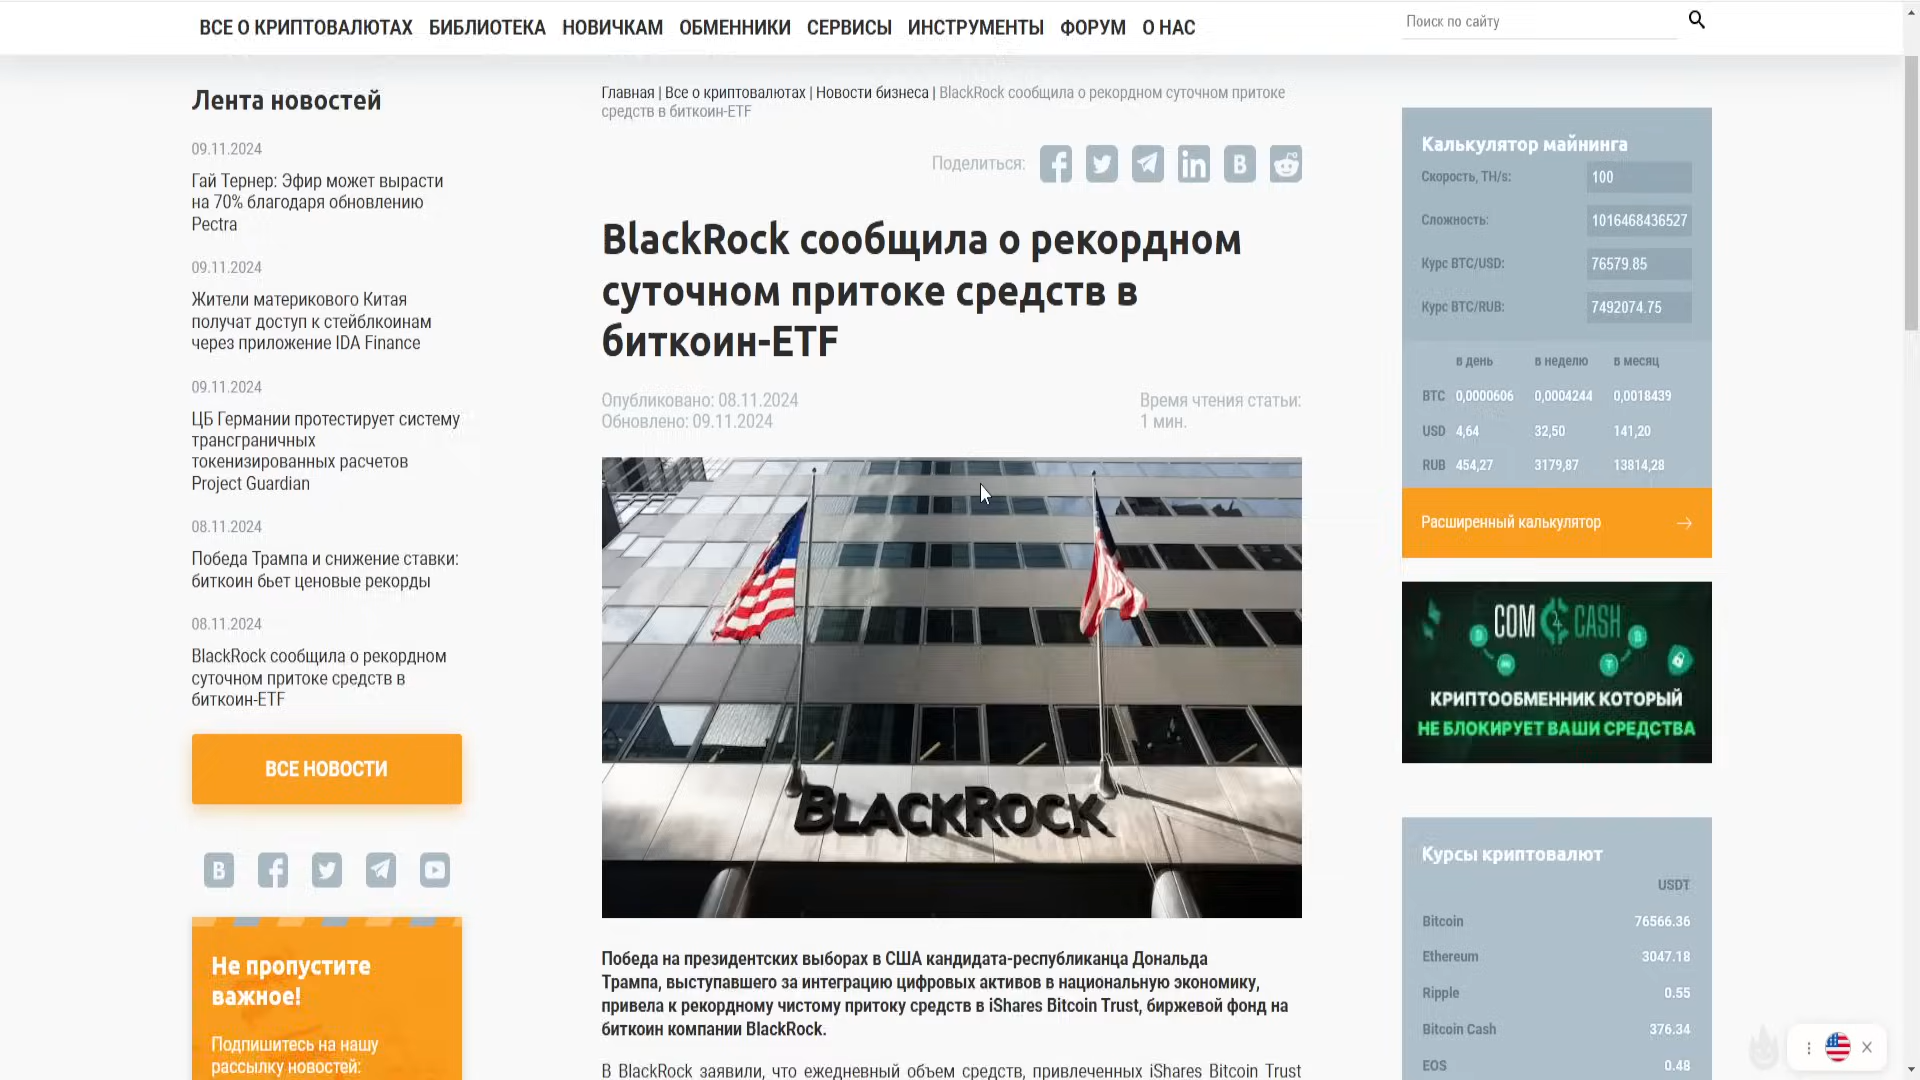 ВСЕ О КРИПТОВАЛЮТАХ БИБЛИОТЕКА НОВИЧКАМ ОБМЕННИКИ СЕРВИСЫ ИНСТРУМЕНТЫ ФОРУМ О НАС
Поиск по сайту
Лента новостей
09.11.2024
Гай Тернер: Эфир может вырасти
на 70% благодаря обновлению
Pectra
09.11.2024
Жители материкового Китая
получат доступ к стейблкоинам
через приложение IDA Finance
09.11.2024
ЦБ Германии протестирует систему
трансграничных
токенизированных расчетов
Project Guardian
08.11.2024
Победа Трампа и снижение ставки:
биткоин бьет ценовые рекорды
08.11.2024
BlackRock сообщила о рекордном
суточном притоке средств в
биткоин-ETF
ВСЕ НОВОСТИ
Не пропустите
важное!
Подпишитесь на нашу
рассылку новостей:
Главная | Все о криптовалютах | Новости бизнеса | BlackRock сообщила о рекордном суточном притоке
средств в биткоин-ETF
Поделиться:
BlackRock сообщила о рекордном
суточном притоке средств в
биткоин-ETF
Опубликовано: 08.11.2024
Обновлено: 09.11.2024
Время чтения статьи:
1 мин.
BLACKROCK
Победа на президентских выборах в США кандидата-республиканца Дональда
Трампа, выступавшего за интеграцию цифровых активов в национальную экономику,
привела к рекордному чистому притоку средств в iShares Bitcoin Trust, биржевой фонд на
биткоин компании BlackRock.
В BlackRock заявили, что ежедневный объем средств, привлеченных iShares Bitcoin Trust
Калькулятор майнинга
Скорость, TH/s: 100
Сложность: 1016468436527
Курс BTC/USD: 76579.85
Курс BTC/RUB: 7492074.75
в день в неделю в месяц
BTC 0,0000606 0,0004244 0,0018439
USD 4,64 32,50 141,20
RUB 454,27 3179,87 13814,28
Расширенный калькулятор →
COM CASH
КРИПТООБМЕННИК КОТОРЫЙ
НЕ БЛОКИРУЕТ ВАШИ СРЕДСТВА
Курсы криптовалют
USDT
Bitcoin 76566.36
Ethereum 3047.18
Ripple 0.55
Bitcoin Cash 376.34
EOS 0.48